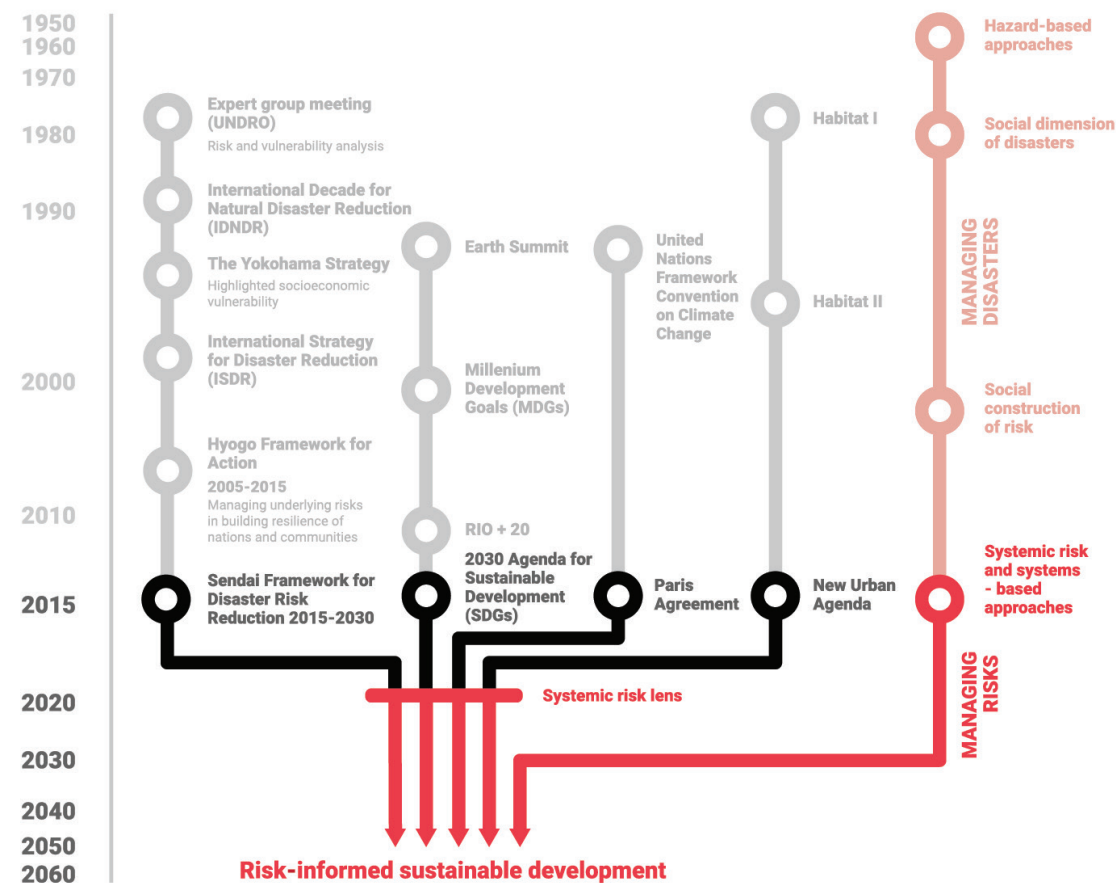 1950
1960
1970
1980
1990
2000
2010
2015
2020
2030
2040
2050
2060
Expert group meeting
(UNDRO)
Risk and vulnerability analysis
International Decade for
Natural Disaster Reduction
(IDNDR)
The Yokohama Strategy
Highlighted socioeconomic
vulnerability
International Strategy
for Disaster Reduction
(ISDR)
Hyogo Framework for
Action
2005-2015
Managing underlying risks
in building resilience of
nations and communities
Sendai Framework for
Disaster Risk
Reduction 2015-2030
Earth Summit
Millenium
Development
Goals (MDGs)
RIO + 20
2030 Agenda for
Sustainable
Development
(SDGs)
United
Nations
Framework
Convention
on Climate
Change
Paris
Agreement
Habitat I
Habitat II
New Urban
Agenda
Hazard-based
approaches
Social dimension
of disasters
MANAGING
DISASTERS
Social
construction
of risk
Systemic risk
and systems
- based
approaches
MANAGING
RISKS
Systemic risk lens
Risk-informed sustainable development